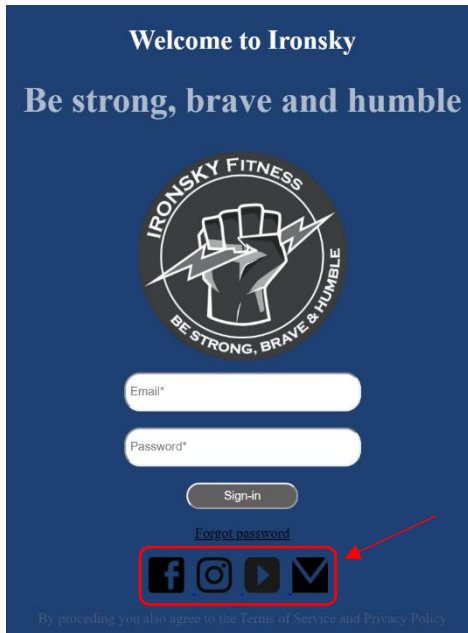 Welcome to Ironsky
Be strong, brave and humble
IRONSKY FITNESS
BE STRONG, BRAVE & HUMBLE
Email*
Password*
Sign-in
Forgot password
By proceding you also agree to the Terms of Service and Privacy Policy